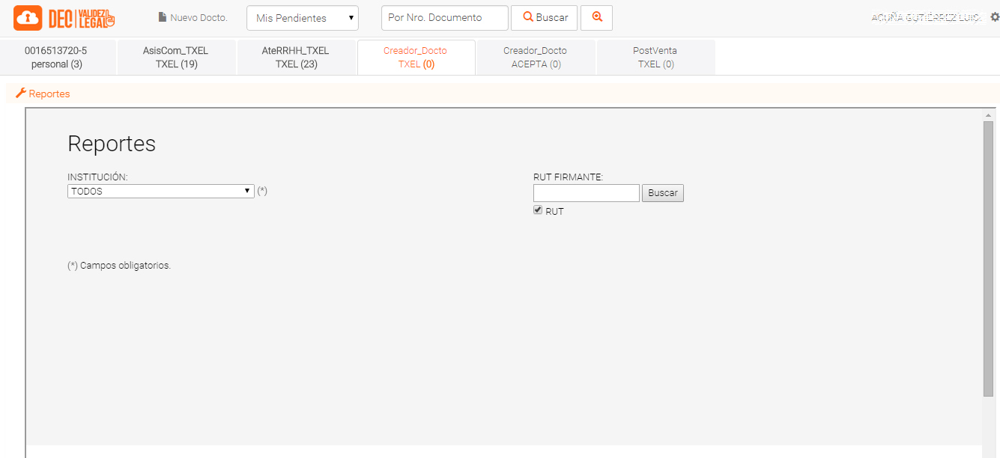 DEC VALIDEZ LEGAL
Nuevo Docto.
Mis Pendientes
Por Nro. Documento
Buscar
ACUÑA GUTIÉRREZ LUIS
0016513720-5
personal (3)
AsisCom_TXEL
TXEL (19)
AteRRHH_TXEL
TXEL (23)
Creador_Docto
TXEL (0)
Creador_Docto
ACEPTA (0)
PostVenta
TXEL (0)
Reportes
Reportes
INSTITUCIÓN:
TODOS
(*)
RUT FIRMANTE:
Buscar
RUT
(*) Campos obligatorios.